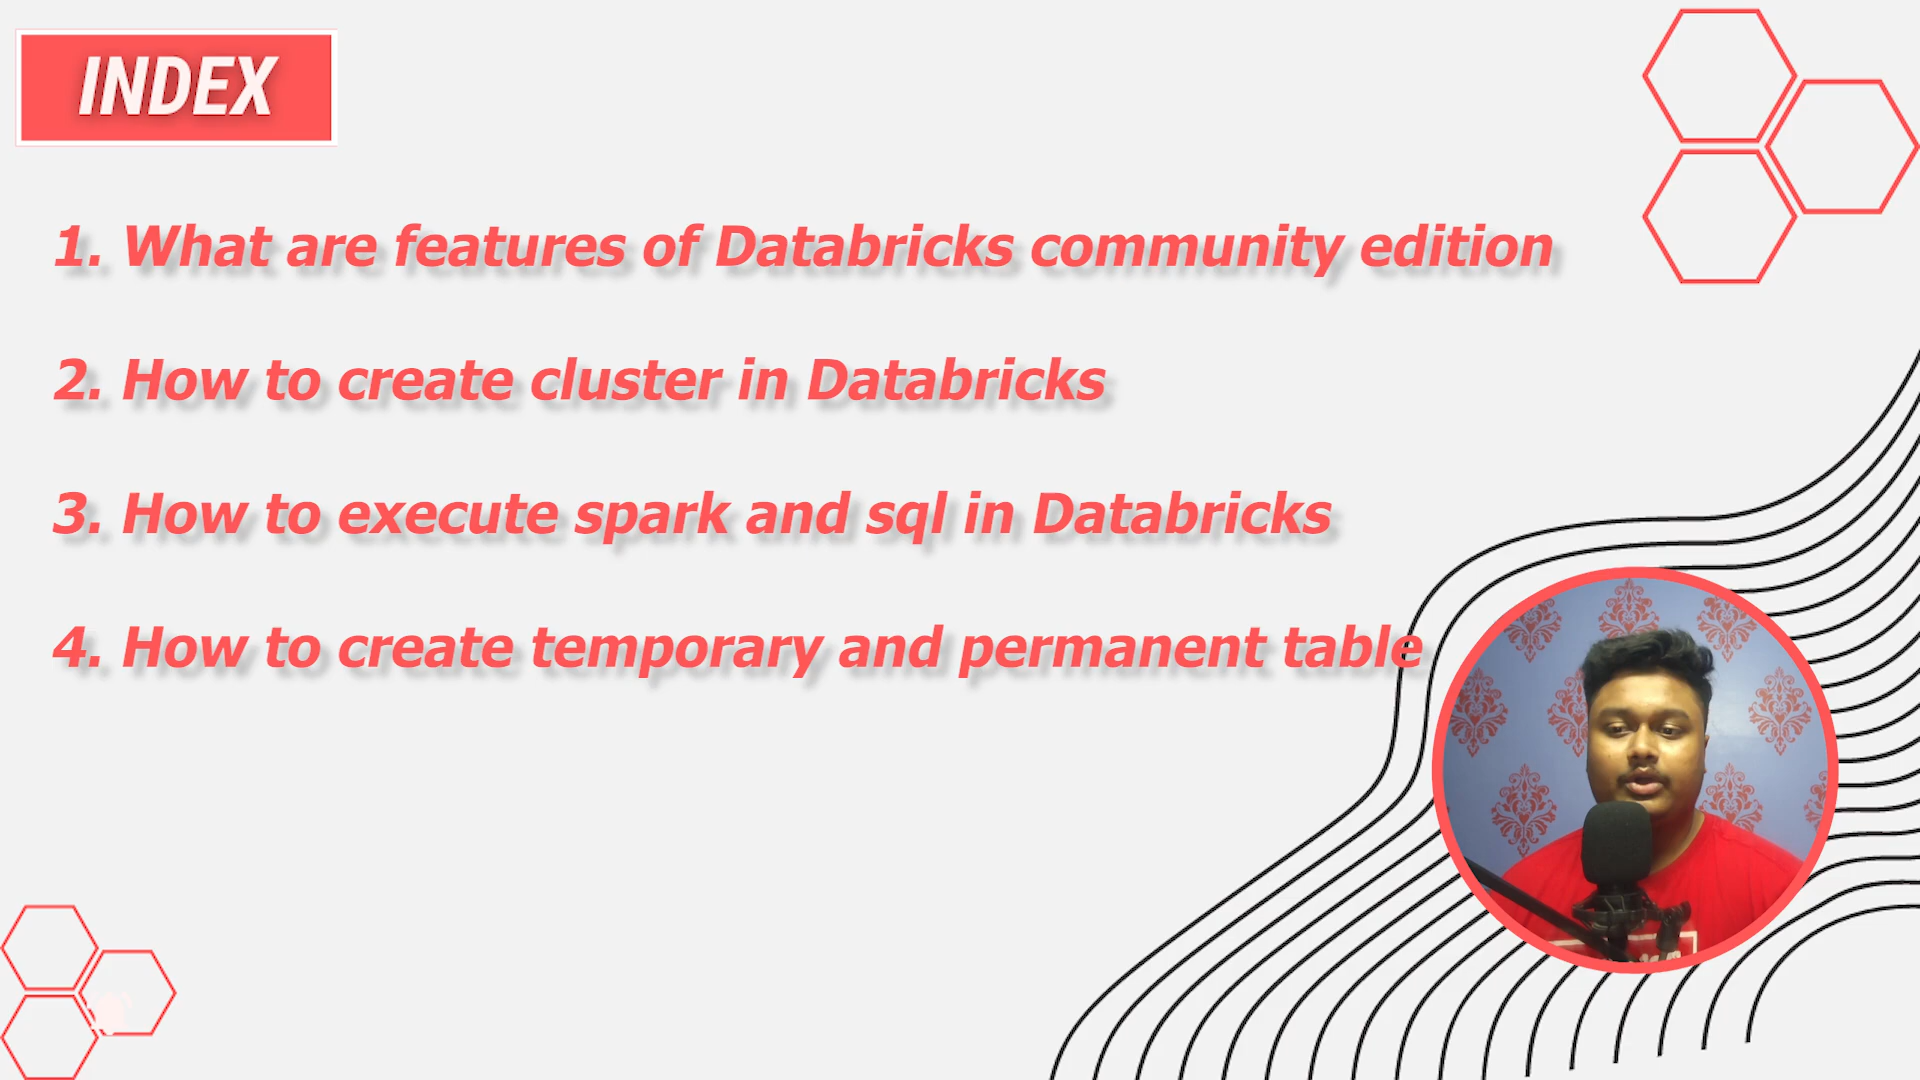 INDEX
1. What are features of Databricks community edition
2. How to create cluster in Databricks
3. How to execute spark and sql in Databricks
4. How to create temporary and permanent table